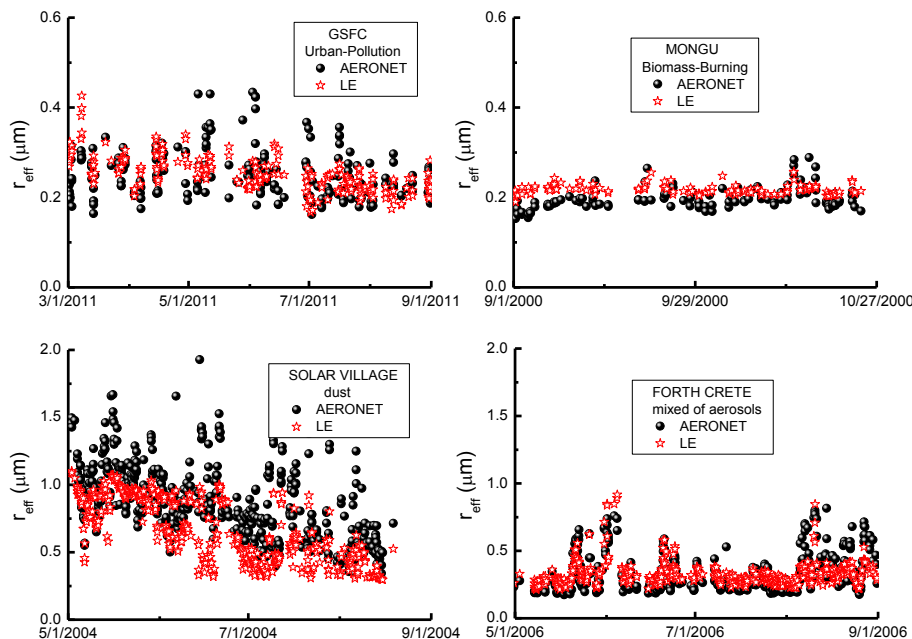 0.6
0.4
0.2
0.0
r_eff (μm)
GSFC
Urban-Pollution
AERONET
LE
3/1/2011 5/1/2011 7/1/2011 9/1/2011
0.6
0.4
0.2
0.0
r_eff (μm)
MONGU
Biomass-Burning
AERONET
LE
9/1/2000 9/29/2000 10/27/2000
2.0
1.5
1.0
0.5
0.0
r_eff (μm)
SOLAR VILLAGE
dust
AERONET
LE
5/1/2004 7/1/2004 9/1/2004
2.0
1.5
1.0
0.5
0.0
r_eff (μm)
FORTH CRETE
mixed of aerosols
AERONET
LE
5/1/2006 7/1/2006 9/1/2006